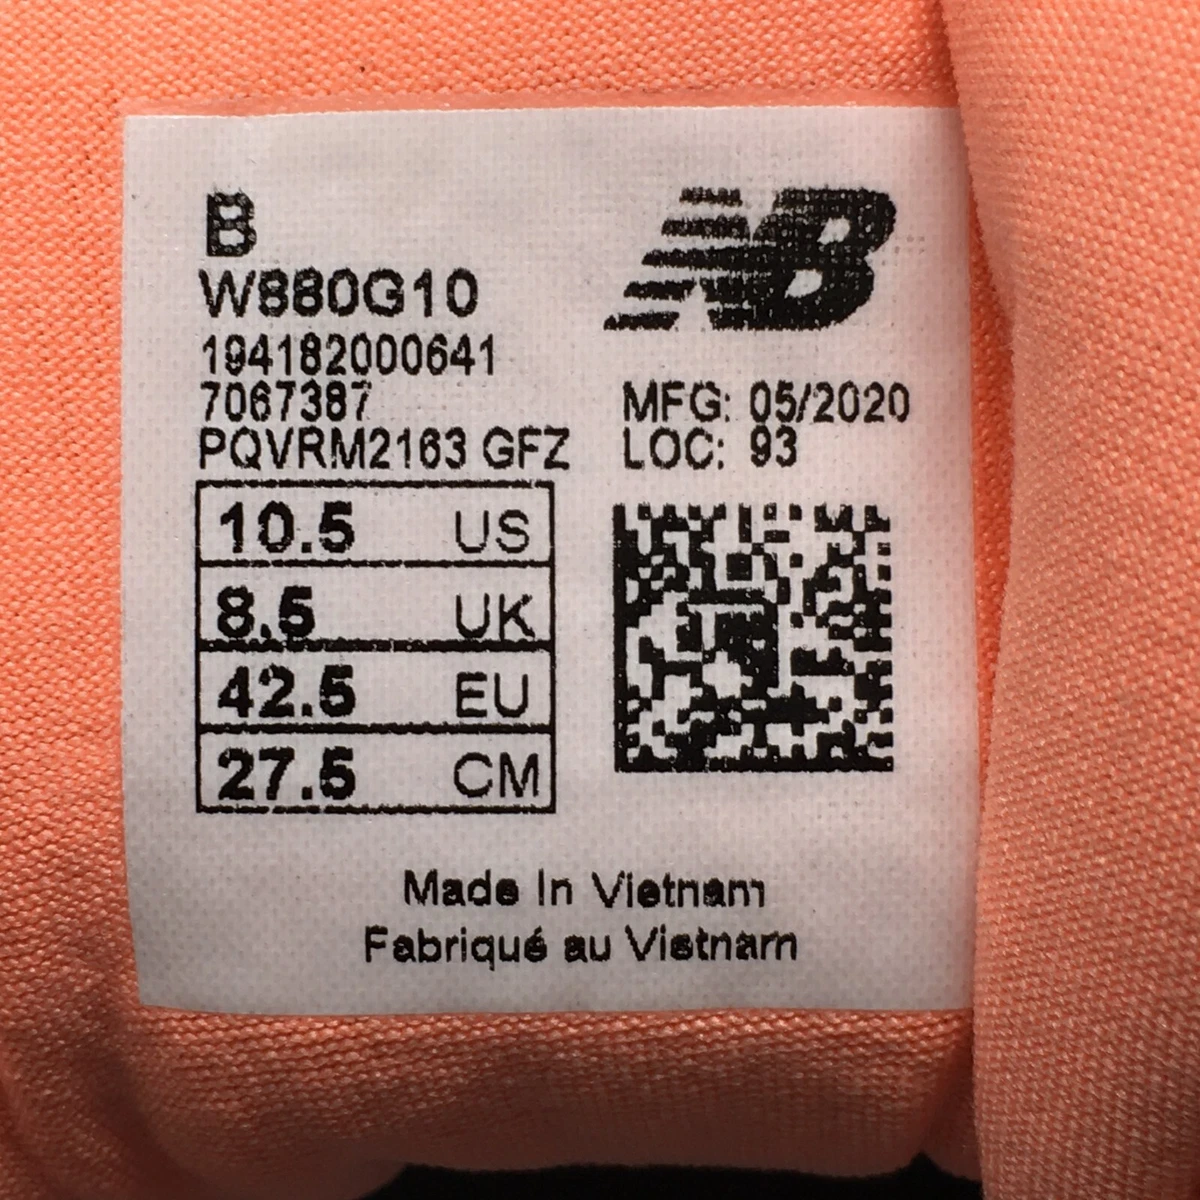 B
W880G10
194182000641
7067387
PQVRM2163 GFZ
NB
MFG: 05/2020
LOC: 93
10.5 US
8.5 UK
42.5 EU
27.5 CM
Made In Vietnam
Fabriqué au Vietnam